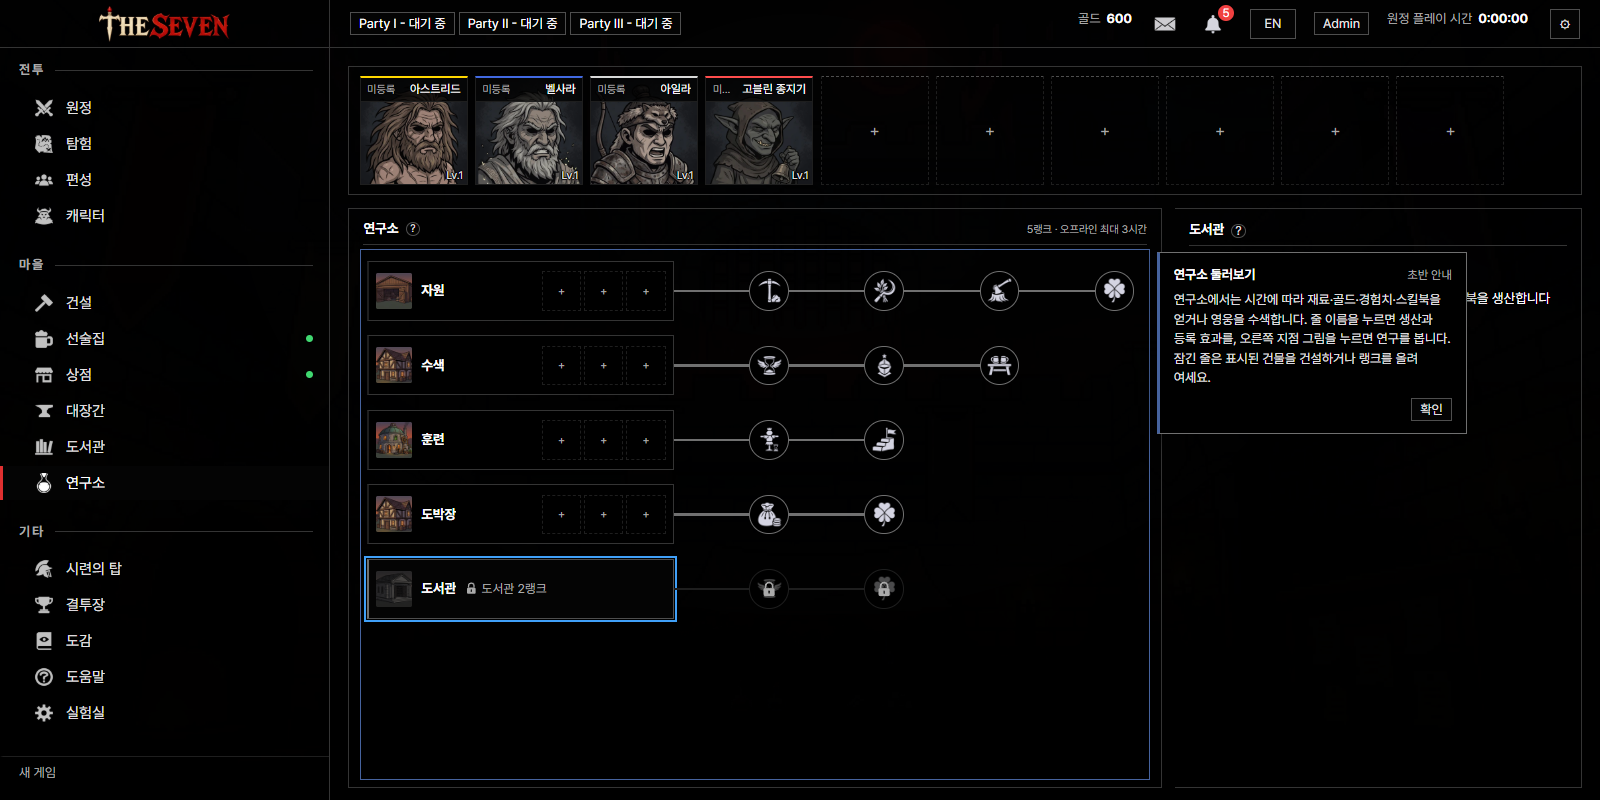 THE SEVEN
Party I - 대기 중
Party II - 대기 중
Party III - 대기 중
골드 600
5
EN
Admin
원정 플레이 시간 0:00:00
전투
원정
탐험
편성
캐릭터
마을
건설
선술집
상점
대장간
도서관
연구소
기타
시련의 탑
결투장
도감
도움말
실험실
새 게임
미등록 아스트리드
Lv.1
미등록 벨사라
Lv.1
미등록 아일라
Lv.1
미... 고블린 종지기
Lv.1
+ + + + + +
연구소 ?
5랭크 · 오프라인 최대 3시간
자원 + + +
수색 + + +
훈련 + + +
도박장 + + +
도서관 도서관 2랭크
도서관 ?
북을 생산합니다
연구소 둘러보기 초반 안내
연구소에서는 시간에 따라 재료·골드·경험치·스킬북을
얻거나 영웅을 수색합니다. 줄 이름을 누르면 생산과
등록 효과를, 오른쪽 지점 그림을 누르면 연구를 봅니다.
잠긴 줄은 표시된 건물을 건설하거나 랭크를 올려
여세요.
확인